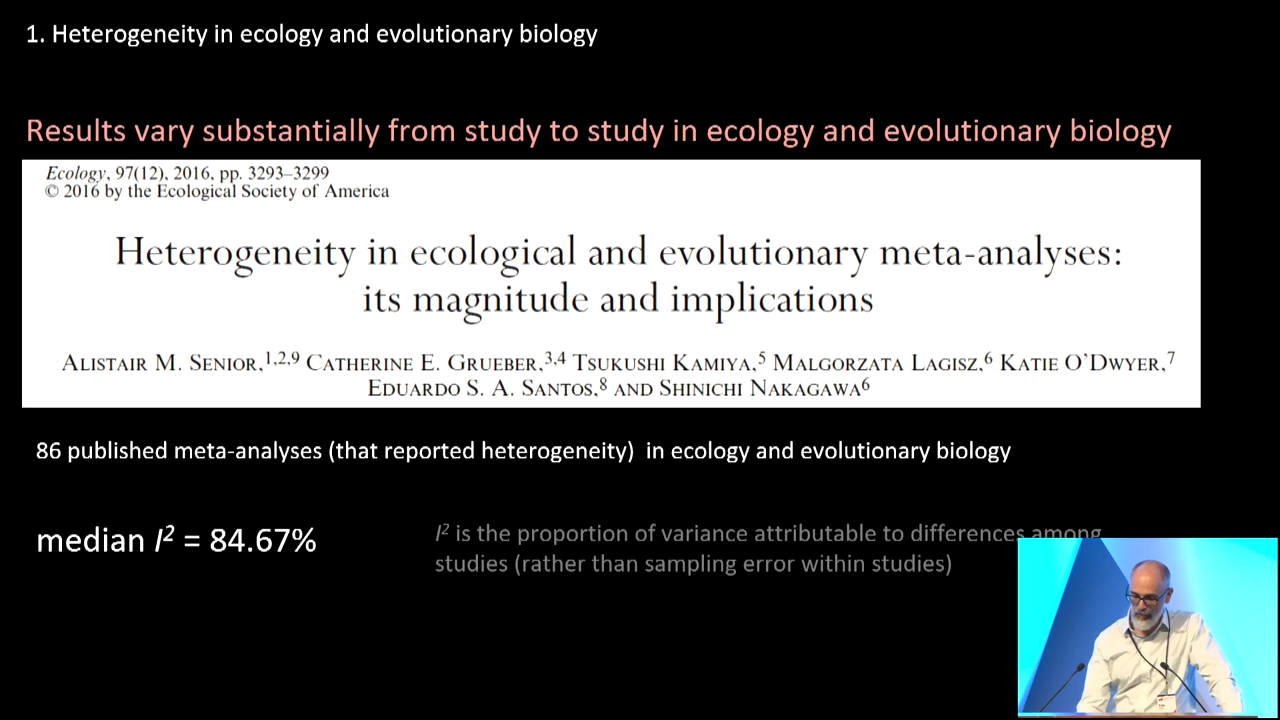 1. Heterogeneity in ecology and evolutionary biology
Results vary substantially from study to study in ecology and evolutionary biology
Ecology, 97(12), 2016, pp. 3293–3299
© 2016 by the Ecological Society of America
Heterogeneity in ecological and evolutionary meta-analyses:
its magnitude and implications
Alistair M. Senior,1,2,9 Catherine E. Grueber,3,4 Tsukushi Kamiya,5 Malgorzata Lagisz,6 Katie O'Dwyer,7
Eduardo S. A. Santos,8 and Shinichi Nakagawa6
86 published meta-analyses (that reported heterogeneity) in ecology and evolutionary biology
median I² = 84.67%
I² is the proportion of variance attributable to differences among
studies (rather than sampling error within studies)